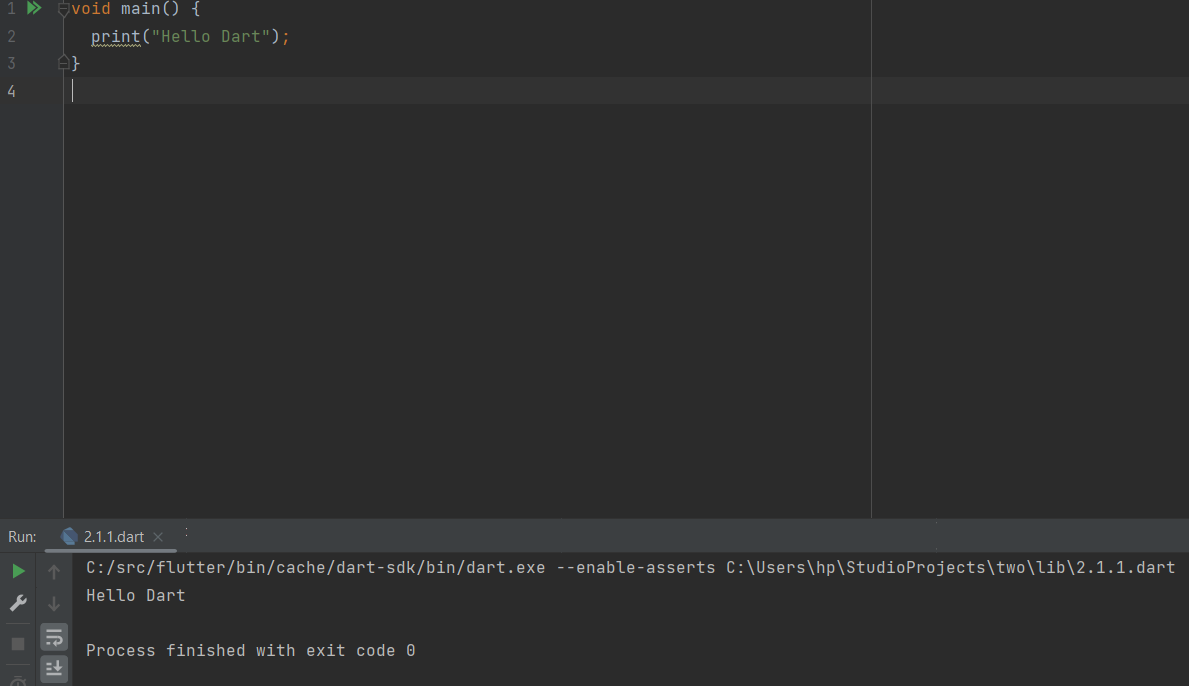 1 void main() {
2 print("Hello Dart");
3 }
4
Run: 2.1.1.dart
C:/src/flutter/bin/cache/dart-sdk/bin/dart.exe --enable-asserts C:\Users\hp\StudioProjects\two\lib\2.1.1.dart
Hello Dart
Process finished with exit code 0